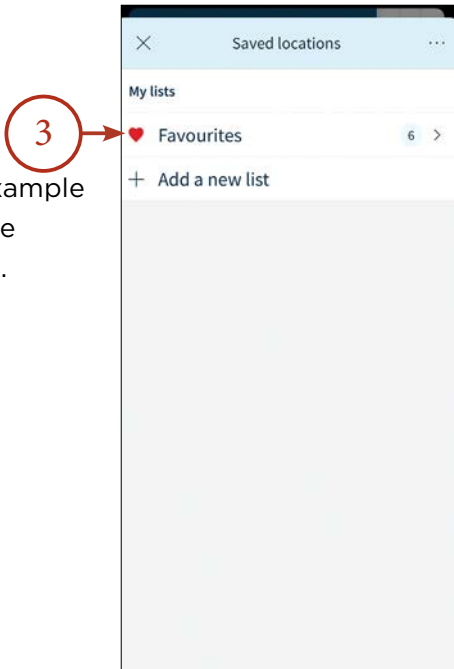 Saved locations
My lists
3
Favourites 6
+ Add a new list
xample
e
.